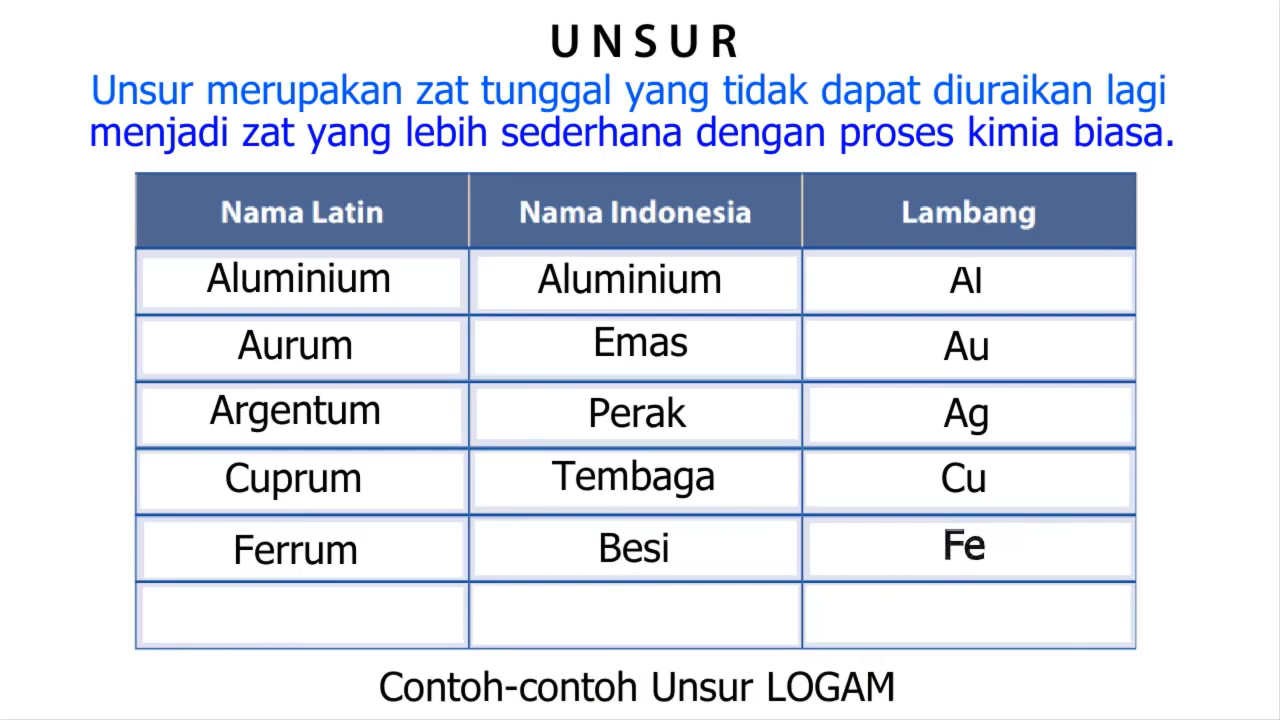 UNSUR
Unsur merupakan zat tunggal yang tidak dapat diuraikan lagi
menjadi zat yang lebih sederhana dengan proses kimia biasa.
Nama Latin Nama Indonesia Lambang
Aluminium Aluminium Al
Aurum Emas Au
Argentum Perak Ag
Cuprum Tembaga Cu
Ferrum Besi Fe
Contoh-contoh Unsur LOGAM